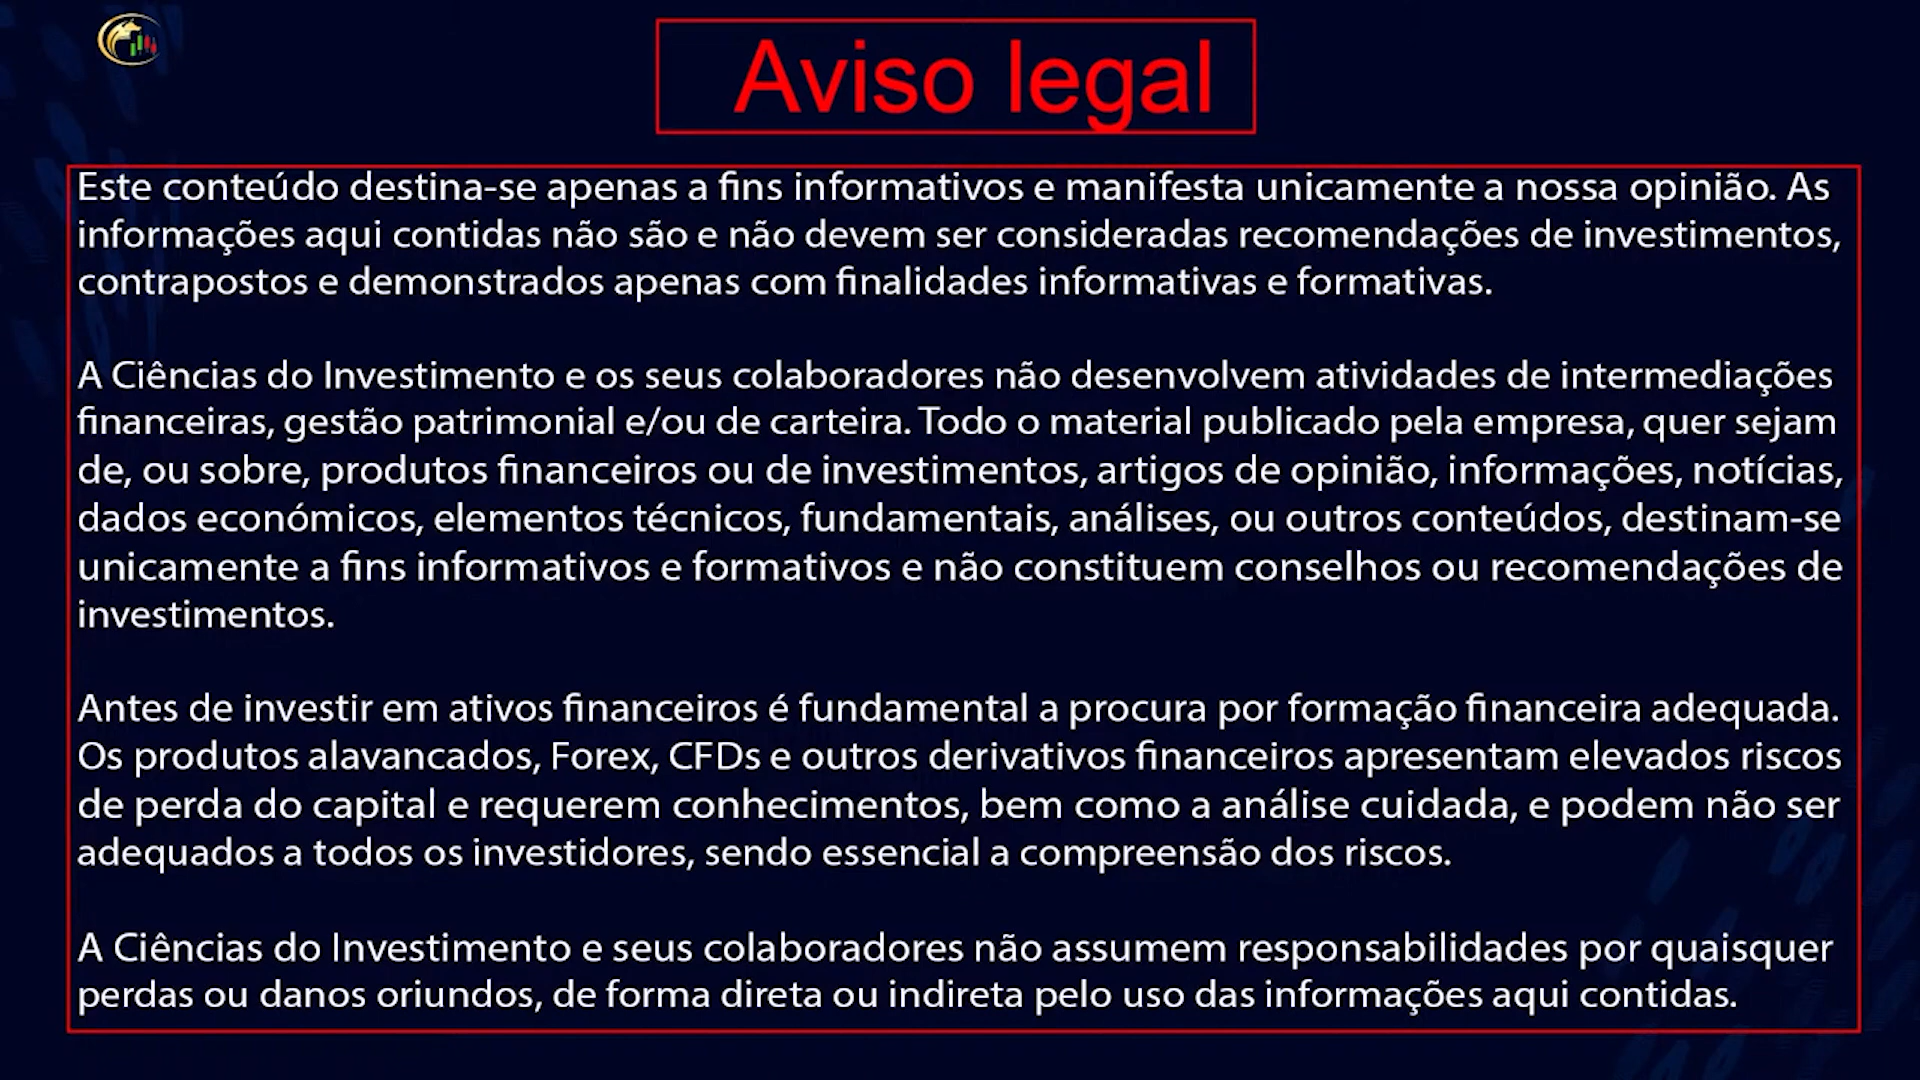 Aviso legal
Este conteúdo destina-se apenas a fins informativos e manifesta unicamente a nossa opinião. As
informações aqui contidas não são e não devem ser consideradas recomendações de investimentos,
contrapostos e demonstrados apenas com finalidades informativas e formativas.
A Ciências do Investimento e os seus colaboradores não desenvolvem atividades de intermediações
financeiras, gestão patrimonial e/ou de carteira. Todo o material publicado pela empresa, quer sejam
de, ou sobre, produtos financeiros ou de investimentos, artigos de opinião, informações, notícias,
dados económicos, elementos técnicos, fundamentais, análises, ou outros conteúdos, destinam-se
unicamente a fins informativos e formativos e não constituem conselhos ou recomendações de
investimentos.
Antes de investir em ativos financeiros é fundamental a procura por formação financeira adequada.
Os produtos alavancados, Forex, CFDs e outros derivativos financeiros apresentam elevados riscos
de perda do capital e requerem conhecimentos, bem como a análise cuidada, e podem não ser
adequados a todos os investidores, sendo essencial a compreensão dos riscos.
A Ciências do Investimento e seus colaboradores não assumem responsabilidades por quaisquer
perdas ou danos oriundos, de forma direta ou indireta pelo uso das informações aqui contidas.